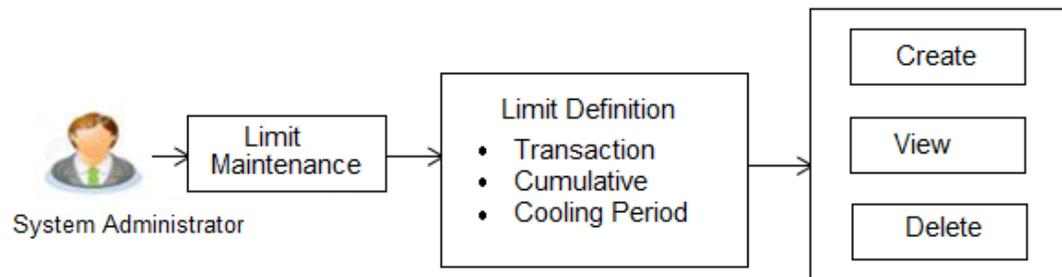 System Administrator
Limit
Maintenance
Limit Definition
• Transaction
• Cumulative
• Cooling Period
Create
View
Delete